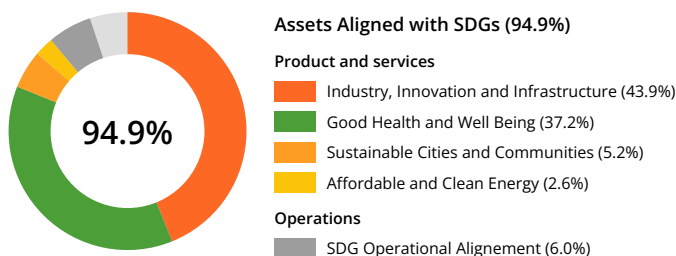 94.9%
Assets Aligned with SDGs (94.9%)
Product and services
Industry, Innovation and Infrastructure (43.9%)
Good Health and Well Being (37.2%)
Sustainable Cities and Communities (5.2%)
Affordable and Clean Energy (2.6%)
Operations
SDG Operational Alignement (6.0%)